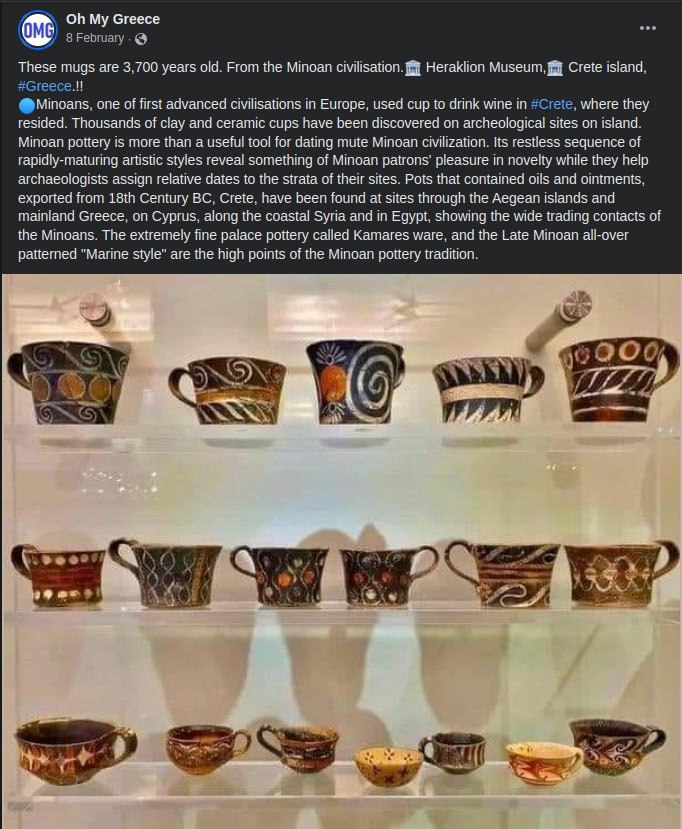 OMG
Oh My Greece
8 February ·
These mugs are 3,700 years old. From the Minoan civilisation.🏛 Heraklion Museum,🏛 Crete island,
#Greece.!!
🔵Minoans, one of first advanced civilisations in Europe, used cup to drink wine in #Crete, where they
resided. Thousands of clay and ceramic cups have been discovered on archeological sites on island.
Minoan pottery is more than a useful tool for dating mute Minoan civilization. Its restless sequence of
rapidly-maturing artistic styles reveal something of Minoan patrons' pleasure in novelty while they help
archaeologists assign relative dates to the strata of their sites. Pots that contained oils and ointments,
exported from 18th Century BC, Crete, have been found at sites through the Aegean islands and
mainland Greece, on Cyprus, along the coastal Syria and in Egypt, showing the wide trading contacts of
the Minoans. The extremely fine palace pottery called Kamares ware, and the Late Minoan all-over
patterned "Marine style" are the high points of the Minoan pottery tradition.